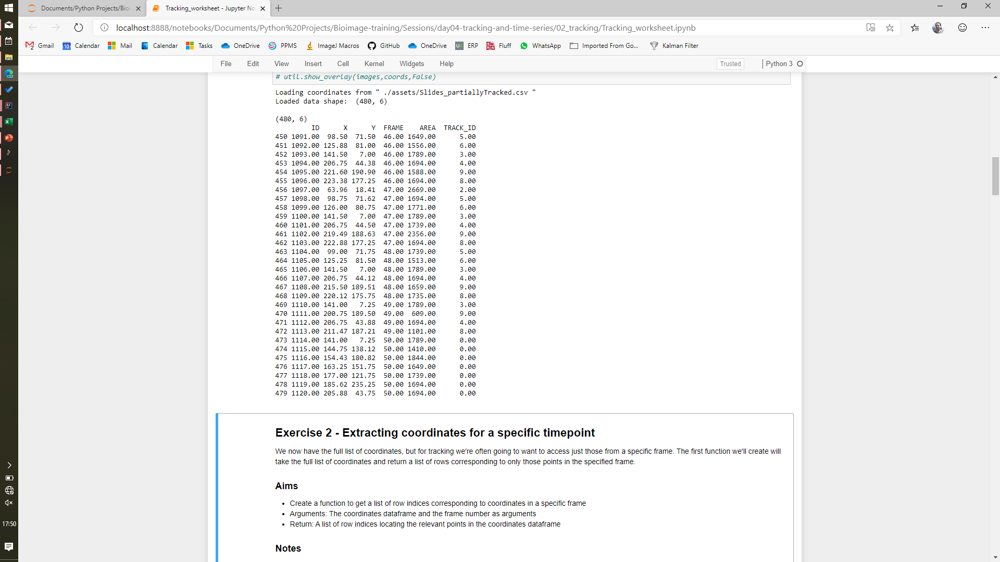 Documents/Python Projects/Bioi
Tracking_worksheet - Jupyter No
localhost:8888/notebooks/Documents/Python%20Projects/Bioimage-training/Sessions/day04-tracking-and-time-series/02_tracking/Tracking_worksheet.ipynb
Gmail Calendar Mail Calendar Tasks OneDrive PPMS ImageJ Macros GitHub OneDrive ERP Fluff WhatsApp Imported From Go... Kalman Filter
File Edit View Insert Cell Kernel Widgets Help Trusted Python 3
# util.show_overlay(images,coords,False)
Loading coordinates from " ./assets/Slides_partiallyTracked.csv "
Loaded data shape:  (480, 6)
(480, 6)
ID X Y FRAME AREA TRACK_ID
450 1091.00 98.50 71.50 46.00 1649.00 5.00
451 1092.00 125.88 81.00 46.00 1556.00 6.00
452 1093.00 141.50 7.00 46.00 1789.00 3.00
453 1094.00 206.75 44.38 46.00 1694.00 4.00
454 1095.00 221.60 190.90 46.00 1588.00 9.00
455 1096.00 223.38 177.25 46.00 1694.00 8.00
456 1097.00 63.96 18.41 47.00 2669.00 2.00
457 1098.00 98.75 71.62 47.00 1694.00 5.00
458 1099.00 126.00 80.75 47.00 1771.00 6.00
459 1100.00 141.50 7.00 47.00 1789.00 3.00
460 1101.00 206.75 44.50 47.00 1739.00 4.00
461 1102.00 219.49 188.63 47.00 2356.00 9.00
462 1103.00 222.88 177.25 47.00 1694.00 8.00
463 1104.00 99.00 71.75 48.00 1739.00 5.00
464 1105.00 125.25 81.50 48.00 1513.00 6.00
465 1106.00 141.50 7.00 48.00 1789.00 3.00
466 1107.00 206.75 44.12 48.00 1694.00 4.00
467 1108.00 215.50 189.51 48.00 1659.00 9.00
468 1109.00 220.12 175.75 48.00 1735.00 8.00
469 1110.00 141.00 7.25 49.00 1789.00 3.00
470 1111.00 200.75 189.50 49.00 609.00 9.00
471 1112.00 206.75 43.88 49.00 1694.00 4.00
472 1113.00 211.47 187.21 49.00 1101.00 8.00
473 1114.00 141.00 7.25 50.00 1789.00 0.00
474 1115.00 144.75 138.12 50.00 1410.00 0.00
475 1116.00 154.43 180.82 50.00 1844.00 0.00
476 1117.00 163.25 151.75 50.00 1649.00 0.00
477 1118.00 177.00 121.75 50.00 1739.00 0.00
478 1119.00 185.62 235.25 50.00 1694.00 0.00
479 1120.00 205.88 43.75 50.00 1694.00 0.00
Exercise 2 - Extracting coordinates for a specific timepoint
We now have the full list of coordinates, but for tracking we're often going to want to access just those from a specific frame. The first function we'll create will
take the full list of coordinates and return a list of rows corresponding to only those points in the specified frame.
Aims
• Create a function to get a list of row indices corresponding to coordinates in a specific frame
• Arguments: The coordinates dataframe and the frame number as arguments
• Return: A list of row indices locating the relevant points in the coordinates dataframe
17:50
Notes